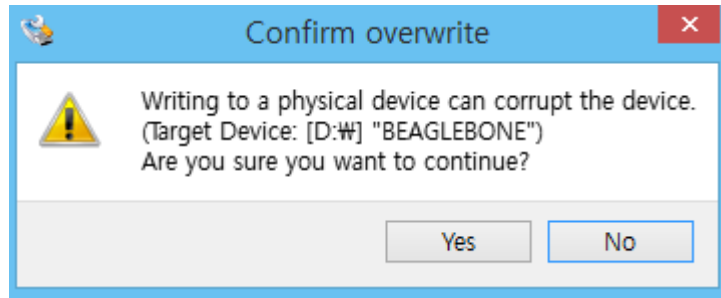 Confirm overwrite
Writing to a physical device can corrupt the device.
(Target Device: [D:₩] "BEAGLEBONE")
Are you sure you want to continue?
Yes
No